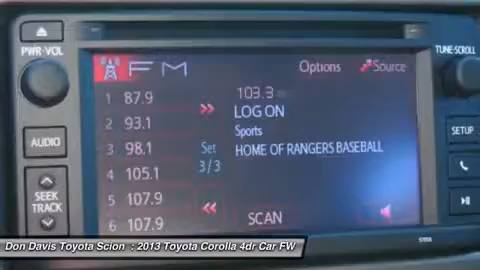 PWR•VOL
TUNE•SCROLL
FM
Options
Source
1 87.9
103.3
2 93.1
LOG ON
Sports
3 98.1
Set
HOME OF RANGERS BASEBALL
3/3
4 105.1
5 107.9
6 107.9
SCAN
AUDIO
SEEK
TRACK
SETUP
Don Davis Toyota Scion : 2013 Toyota Corolla 4dr Car FW